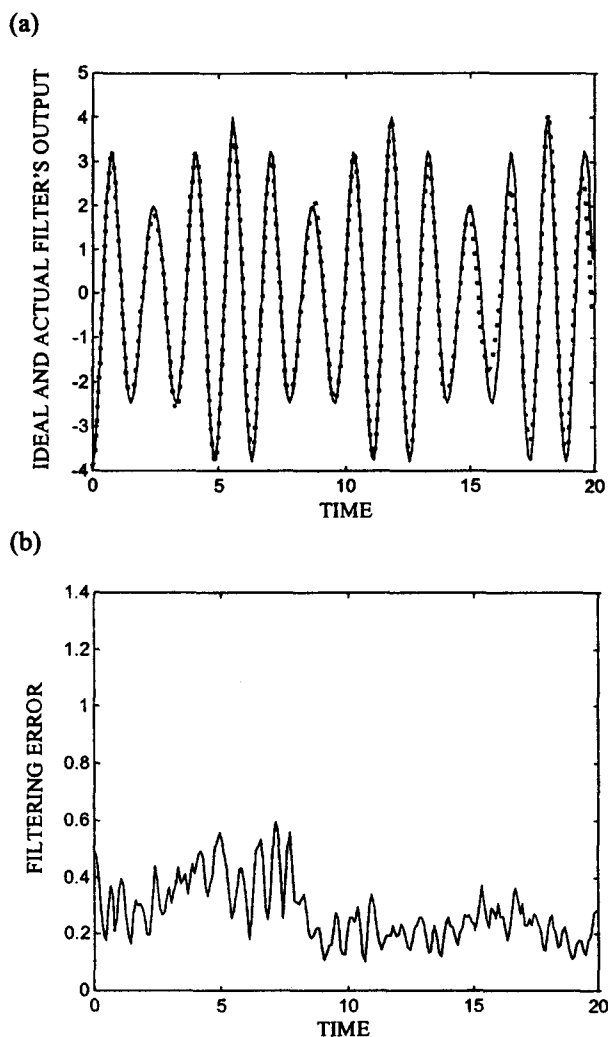 (a)
IDEAL AND ACTUAL FILTER'S OUTPUT
5
4
3
2
1
0
-1
-2
-3
-4
0 5 10 15 20
TIME
(b)
FILTERING ERROR
1.4
1.2
1
0.8
0.6
0.4
0.2
0
0 5 10 15 20
TIME